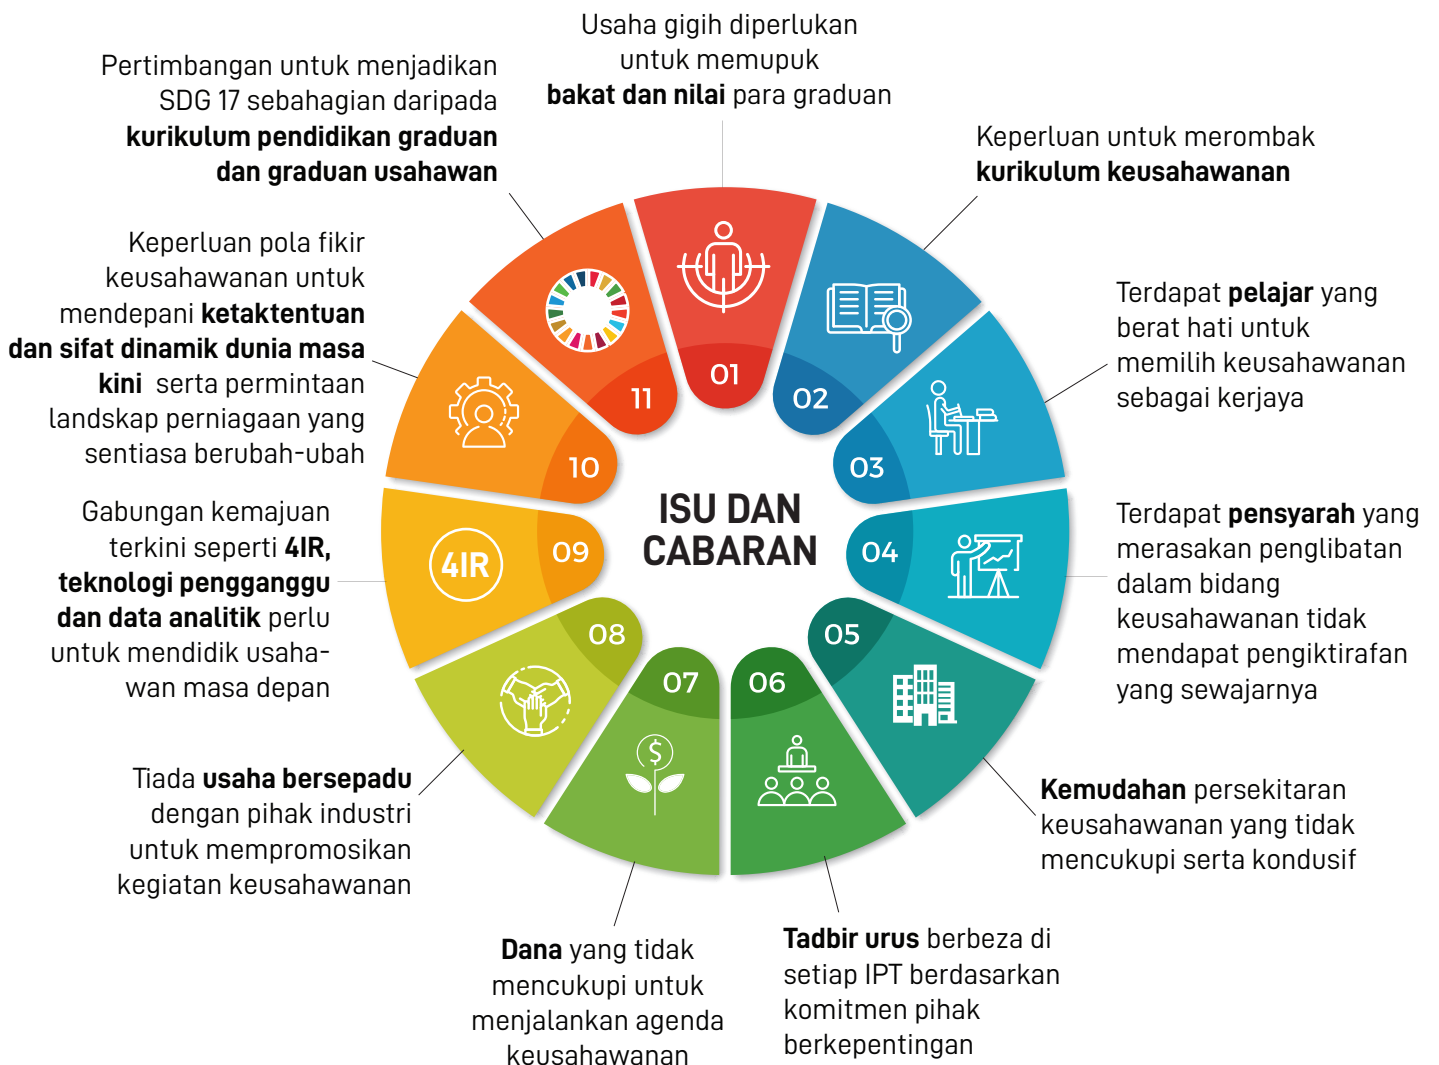 ISU DAN
CABARAN
01
Usaha gigih diperlukan
untuk memupuk
bakat dan nilai para graduan
02
Keperluan untuk merombak
kurikulum keusahawanan
03
Terdapat pelajar yang
berat hati untuk
memilih keusahawanan
sebagai kerjaya
04
Terdapat pensyarah yang
merasakan penglibatan
dalam bidang
keusahawanan tidak
mendapat pengiktirafan
yang sewajarnya
05
Kemudahan persekitaran
keusahawanan yang tidak
mencukupi serta kondusif
06
Tadbir urus berbeza di
setiap IPT berdasarkan
komitmen pihak
berkepentingan
07
$
Dana yang tidak
mencukupi untuk
menjalankan agenda
keusahawanan
08
Tiada usaha bersepadu
dengan pihak industri
untuk mempromosikan
kegiatan keusahawanan
09
4IR
Gabungan kemajuan
terkini seperti 4IR,
teknologi pengganggu
dan data analitik perlu
untuk mendidik usaha-
wan masa depan
10
Keperluan pola fikir
keusahawanan untuk
mendepani ketaktentuan
dan sifat dinamik dunia masa
kini serta permintaan
landskap perniagaan yang
sentiasa berubah-ubah
11
Pertimbangan untuk menjadikan
SDG 17 sebahagian daripada
kurikulum pendidikan graduan
dan graduan usahawan